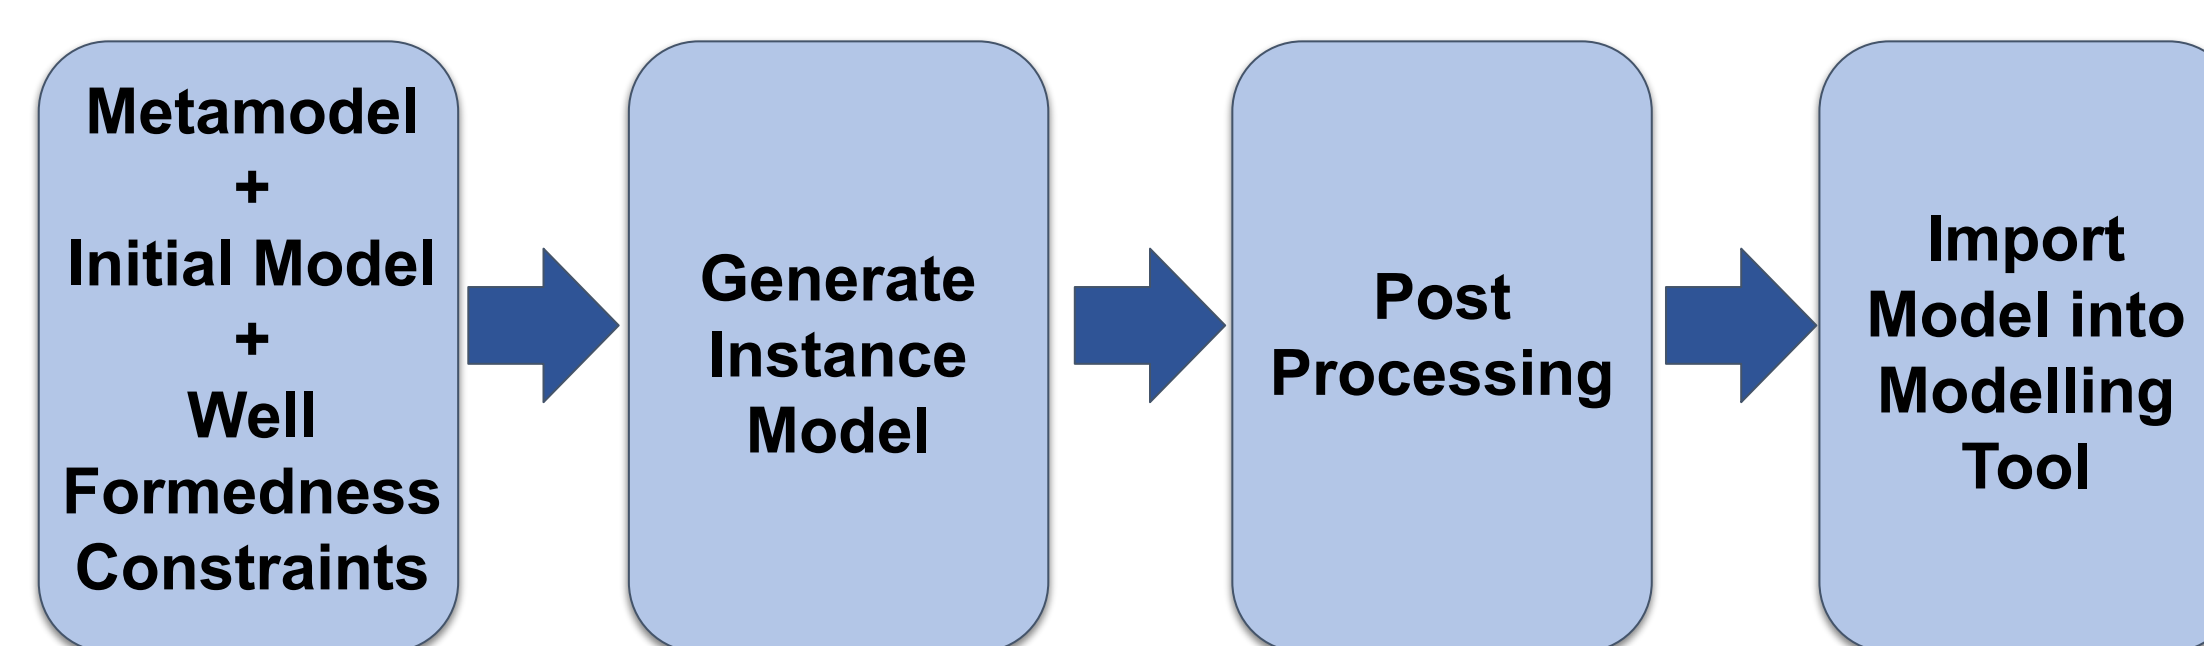 Metamodel
+
Initial Model
+
Well
Formedness
Constraints
Generate
Instance
Model
Post
Processing
Import
Model into
Modelling
Tool